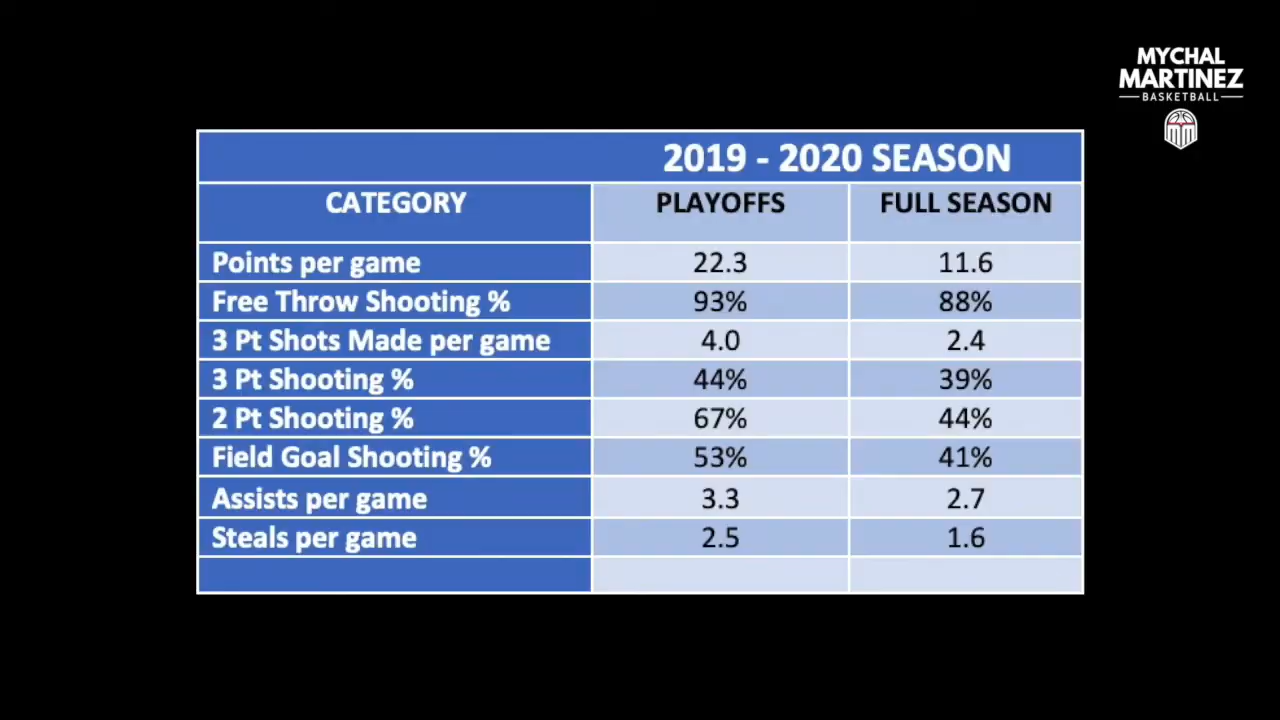 MYCHAL
MARTINEZ
BASKETBALL
MM
2019 - 2020 SEASON
CATEGORY PLAYOFFS FULL SEASON
Points per game 22.3 11.6
Free Throw Shooting % 93% 88%
3 Pt Shots Made per game 4.0 2.4
3 Pt Shooting % 44% 39%
2 Pt Shooting % 67% 44%
Field Goal Shooting % 53% 41%
Assists per game 3.3 2.7
Steals per game 2.5 1.6